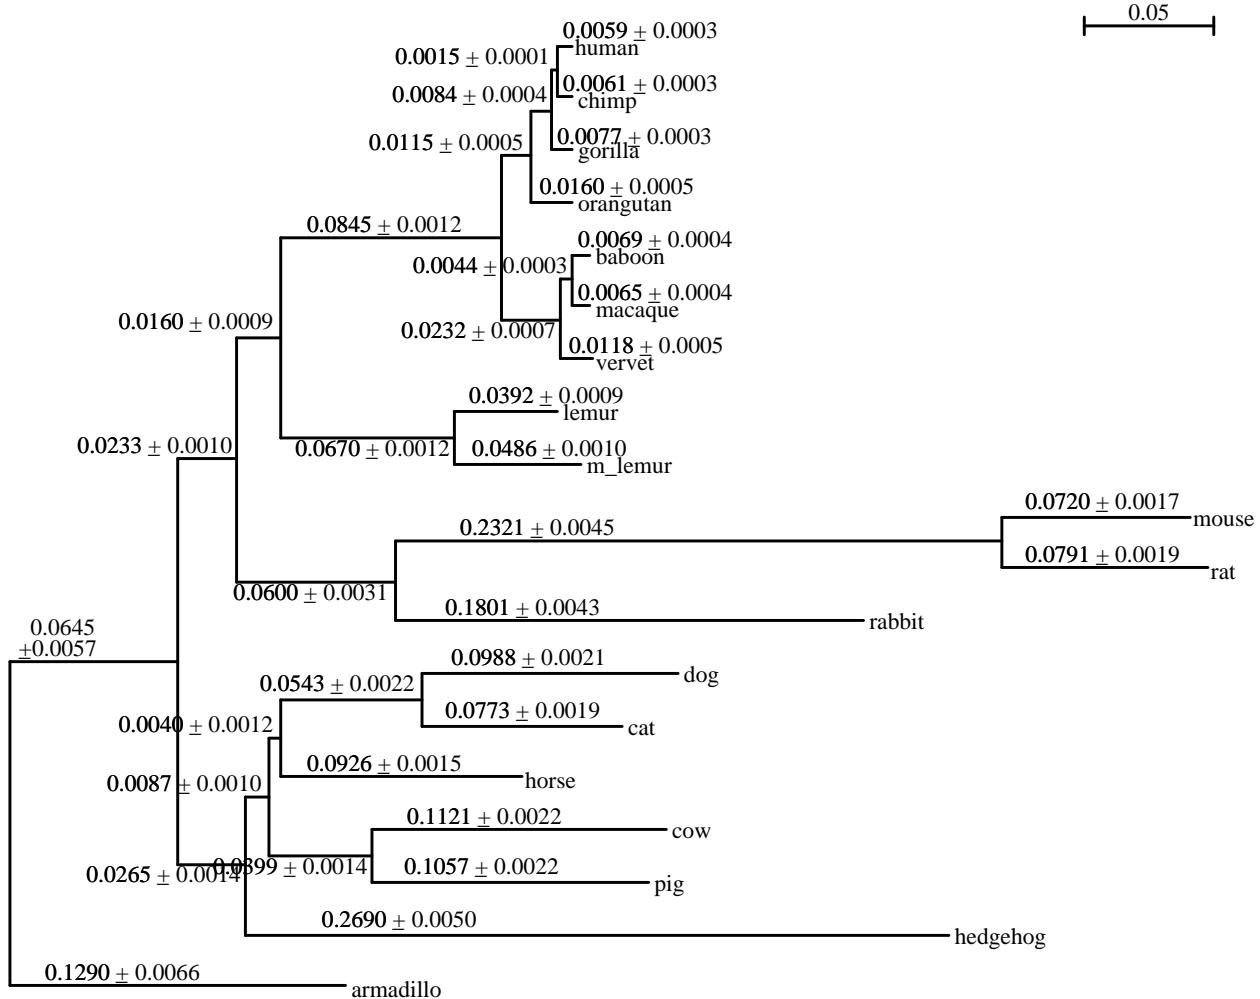 0.05
0.0059 ± 0.0003
human
0.0015 ± 0.0001
0.0061 ± 0.0003
chimp
0.0084 ± 0.0004
0.0077 ± 0.0003
gorilla
0.0115 ± 0.0005
0.0160 ± 0.0005
orangutan
0.0845 ± 0.0012
0.0069 ± 0.0004
baboon
0.0044 ± 0.0003
0.0065 ± 0.0004
macaque
0.0160 ± 0.0009
0.0232 ± 0.0007
0.0118 ± 0.0005
vervet
0.0392 ± 0.0009
lemur
0.0233 ± 0.0010
0.0670 ± 0.0012
0.0486 ± 0.0010
m_lemur
0.0720 ± 0.0017
mouse
0.2321 ± 0.0045
0.0791 ± 0.0019
rat
0.0600 ± 0.0031
0.1801 ± 0.0043
rabbit
0.0645
±0.0057
0.0988 ± 0.0021
dog
0.0543 ± 0.0022
0.0773 ± 0.0019
cat
0.0040 ± 0.0012
0.0926 ± 0.0015
horse
0.0087 ± 0.0010
0.1121 ± 0.0022
cow
0.0399 ± 0.0014
0.0265 ± 0.0014
0.1057 ± 0.0022
pig
0.2690 ± 0.0050
hedgehog
0.1290 ± 0.0066
armadillo